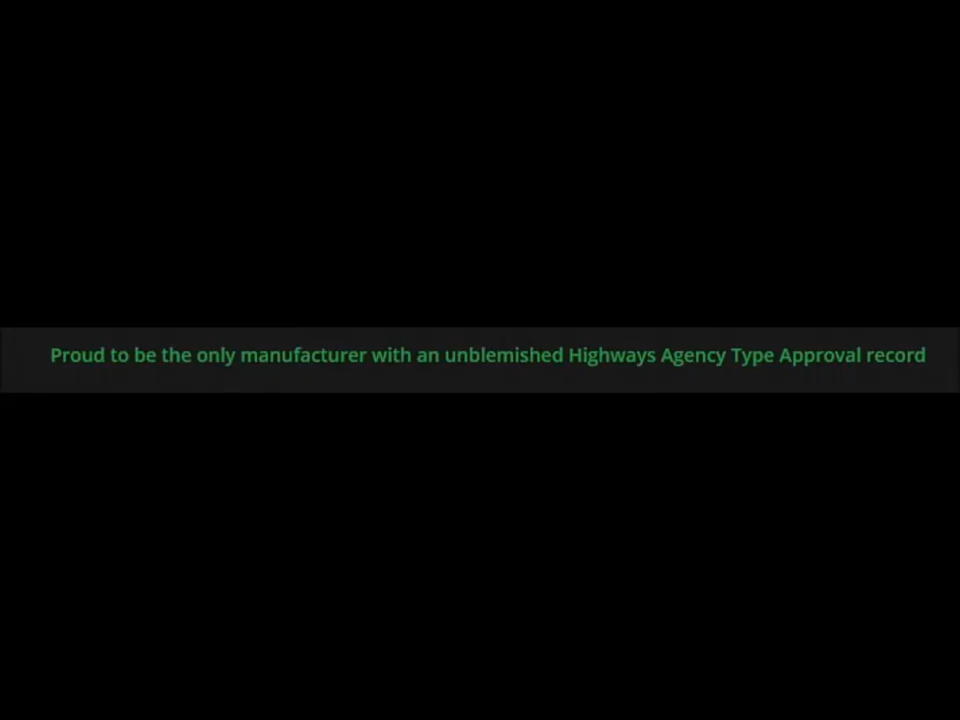 Proud to be the only manufacturer with an unblemished Highways Agency Type Approval record